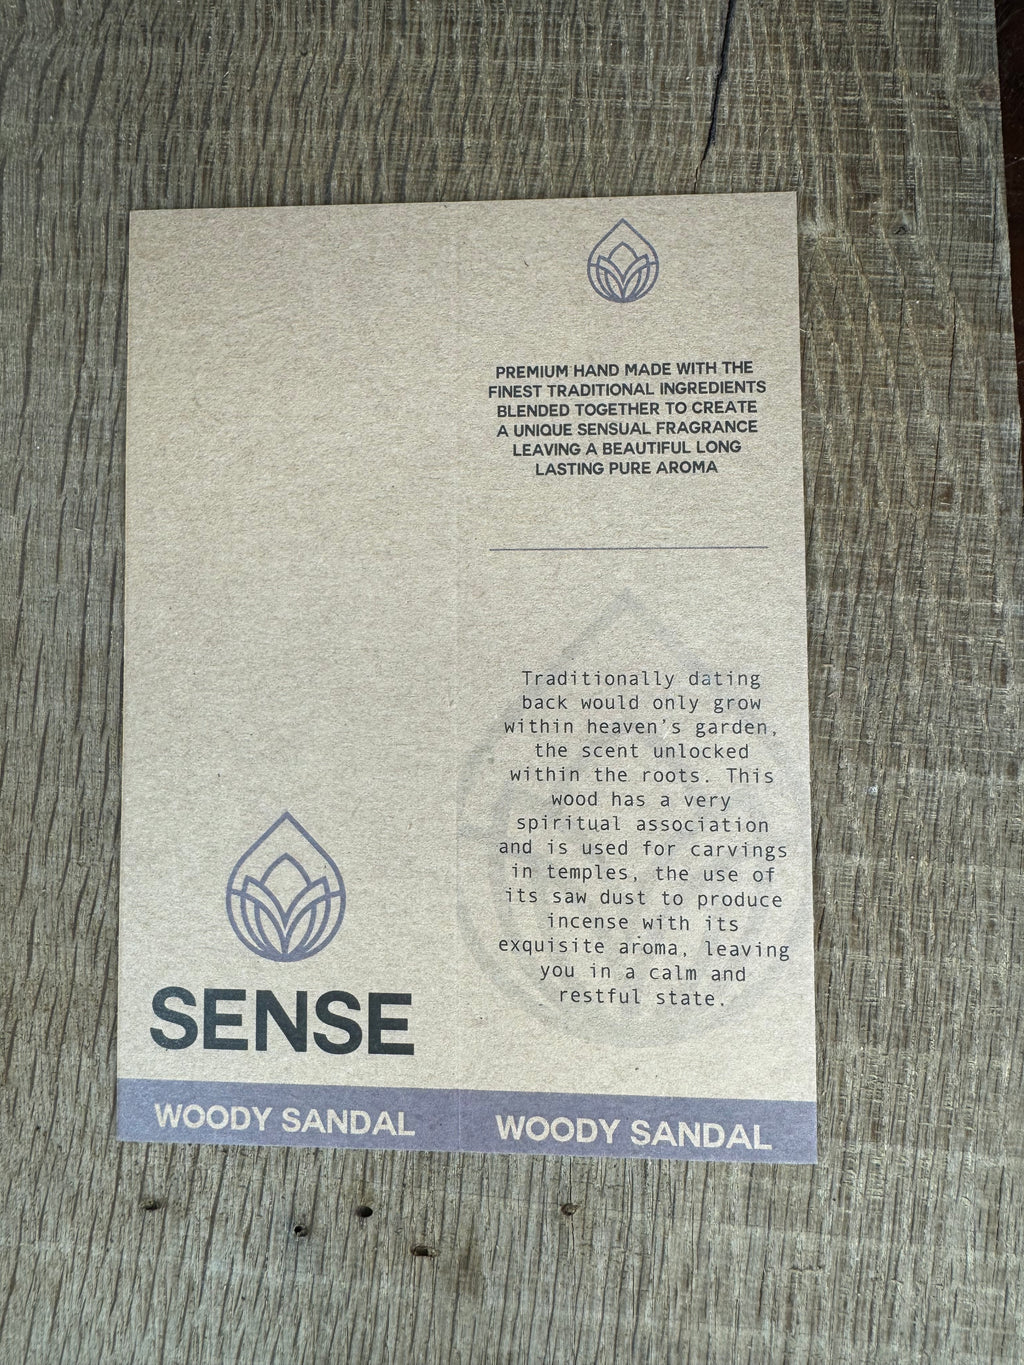 SENSE
WOODY SANDAL
PREMIUM HAND MADE WITH THE
FINEST TRADITIONAL INGREDIENTS
BLENDED TOGETHER TO CREATE
A UNIQUE SENSUAL FRAGRANCE
LEAVING A BEAUTIFUL LONG
LASTING PURE AROMA
Traditionally dating
back would only grow
within heaven's garden,
the scent unlocked
within the roots. This
wood has a very
spiritual association
and is used for carvings
in temples, the use of
its saw dust to produce
incense with its
exquisite aroma, leaving
you in a calm and
restful state.
WOODY SANDAL